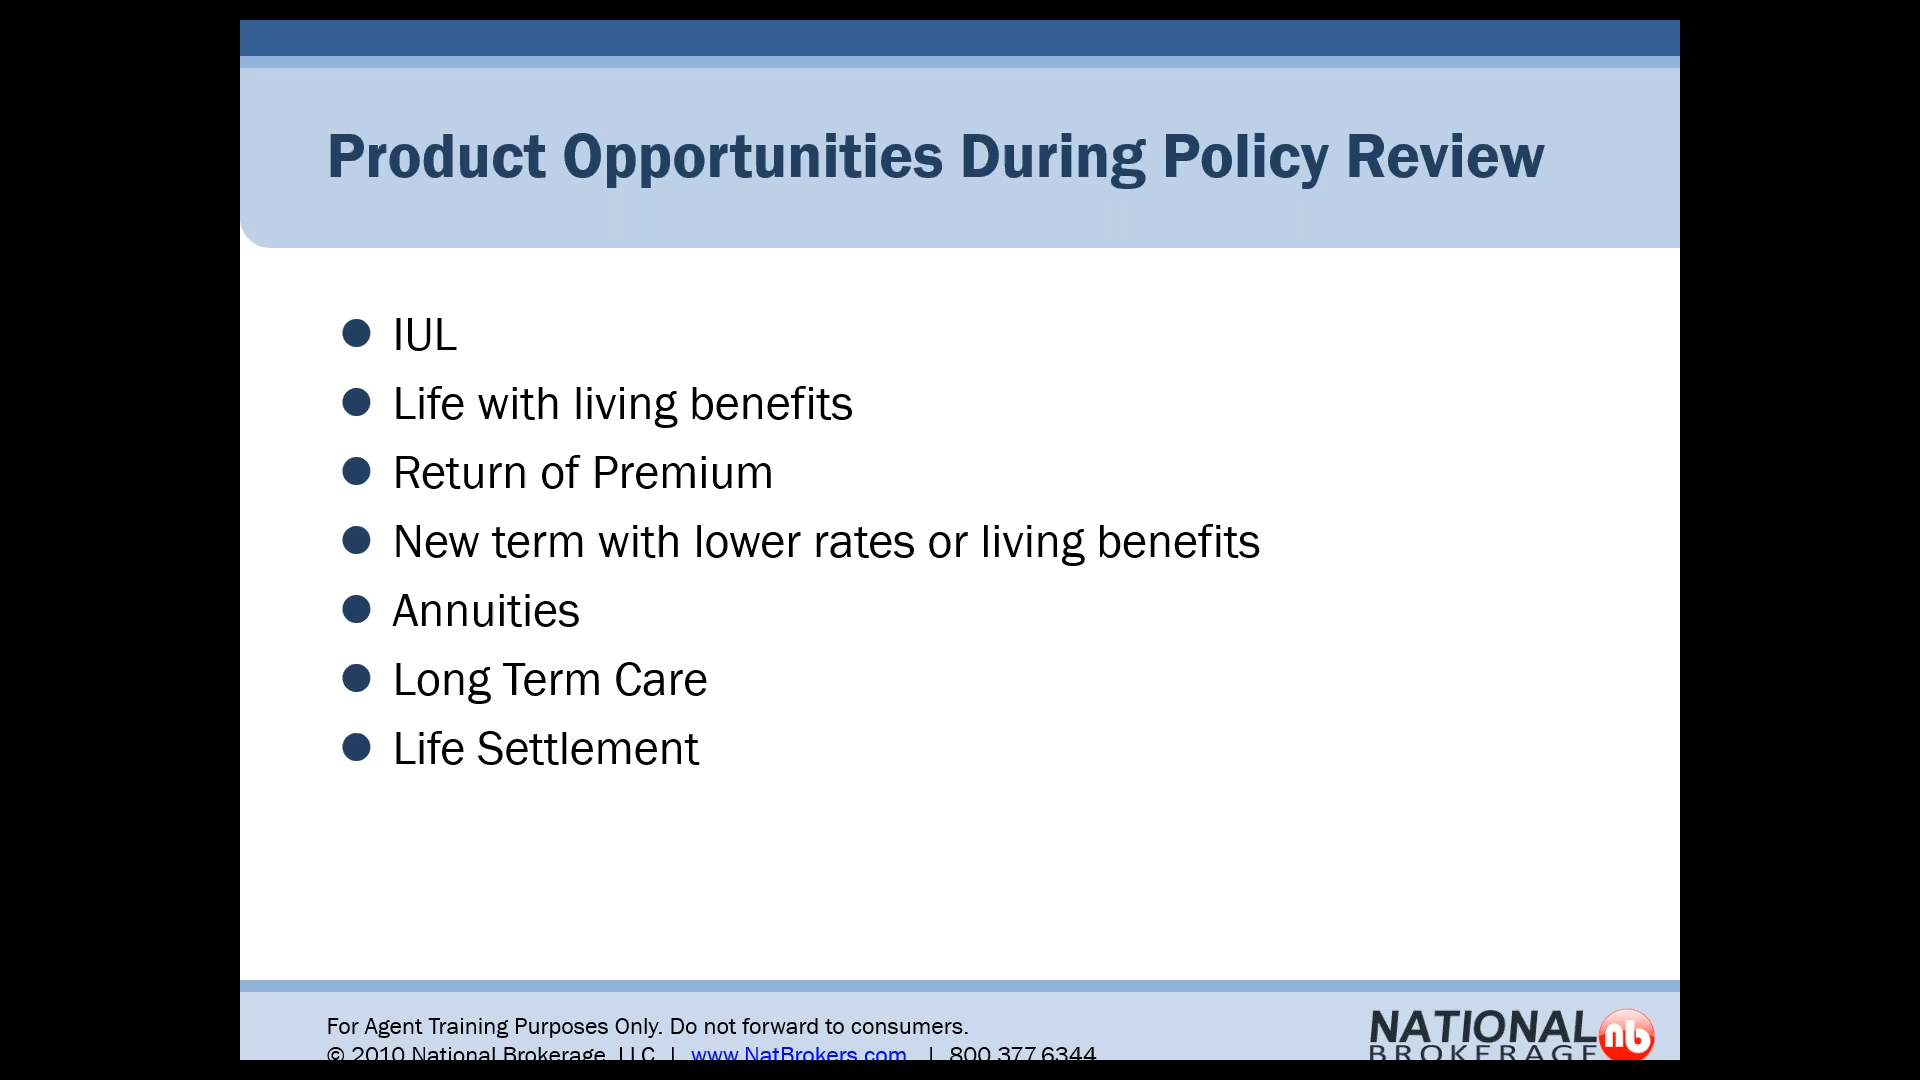 Product Opportunities During Policy Review
IUL
Life with living benefits
Return of Premium
New term with lower rates or living benefits
Annuities
Long Term Care
Life Settlement
For Agent Training Purposes Only. Do not forward to consumers.
© 2010 National Brokerage, LLC | www.NatBrokers.com | 800.377.6344
NATIONAL
BROKERAGE
nb